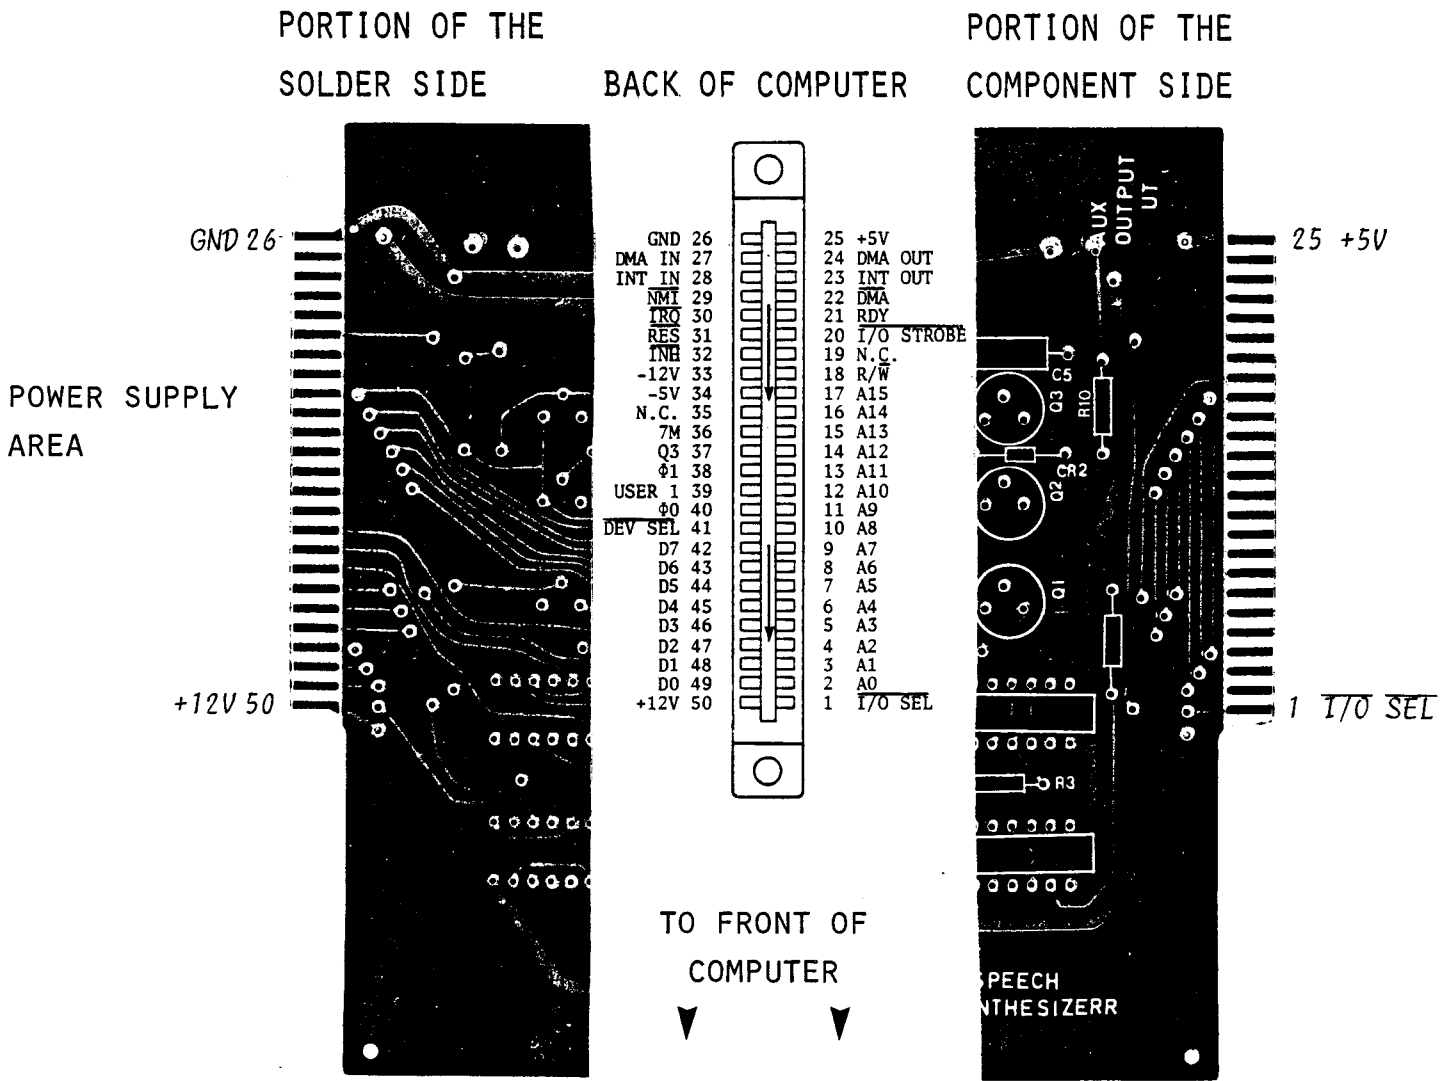 PORTION OF THE
SOLDER SIDE
BACK OF COMPUTER
PORTION OF THE
COMPONENT SIDE
GND 26
POWER SUPPLY
AREA
+12V 50
GND 26 25 +5V
DMA IN 27 24 DMA OUT
INT IN 28 23 INT OUT
NMI 29 22 DMA
IRQ 30 21 RDY
RES 31 20 I/O STROBE
INH 32 19 N.C.
-12V 33 18 R/W
-5V 34 17 A15
N.C. 35 16 A14
7M 36 15 A13
Q3 37 14 A12
Φ1 38 13 A11
USER 1 39 12 A10
Φ0 40 11 A9
DEV SEL 41 10 A8
D7 42 9 A7
D6 43 8 A6
D5 44 7 A5
D4 45 6 A4
D3 46 5 A3
D2 47 4 A2
D1 48 3 A1
D0 49 2 A0
+12V 50 1 I/O SEL
AUX
OUTPUT
UT
C5
Q3
R10
CR2
Q2
Q1
R3
SPEECH
NTHESIZERR
25 +5V
1 I/O SEL
TO FRONT OF
COMPUTER